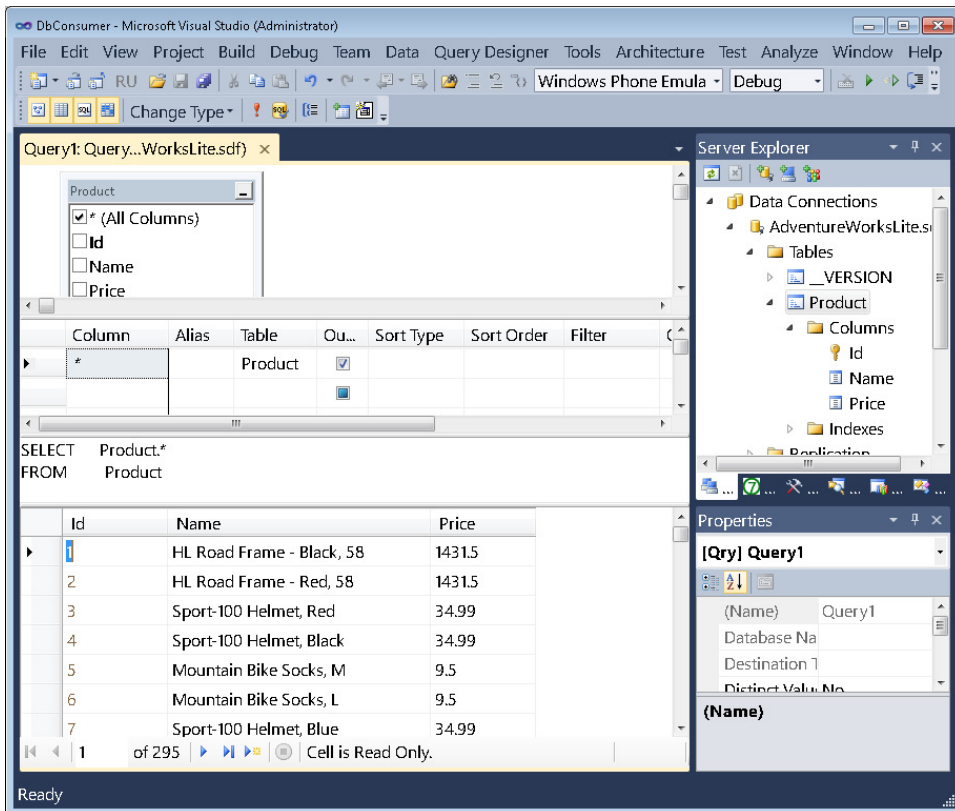 DbConsumer - Microsoft Visual Studio (Administrator)
File Edit View Project Build Debug Team Data Query Designer Tools Architecture Test Analyze Window Help
RU Windows Phone Emula Debug
Change Type
Query1: Query...WorksLite.sdf)
Product
* (All Columns)
Id
Name
Price
Column Alias Table Ou... Sort Type Sort Order Filter
* Product
SELECT Product.*
FROM Product
Id Name Price
1 HL Road Frame - Black, 58 1431.5
2 HL Road Frame - Red, 58 1431.5
3 Sport-100 Helmet, Red 34.99
4 Sport-100 Helmet, Black 34.99
5 Mountain Bike Socks, M 9.5
6 Mountain Bike Socks, L 9.5
7 Sport-100 Helmet, Blue 34.99
1 of 295 Cell is Read Only.
Server Explorer
Data Connections
AdventureWorksLite.s
Tables
__VERSION
Product
Columns
Id
Name
Price
Indexes
Replication
... ... ... ... ... ...
Properties
[Qry] Query1
(Name) Query1
Database Na
Destination T
Distinct Valu No
(Name)
Ready